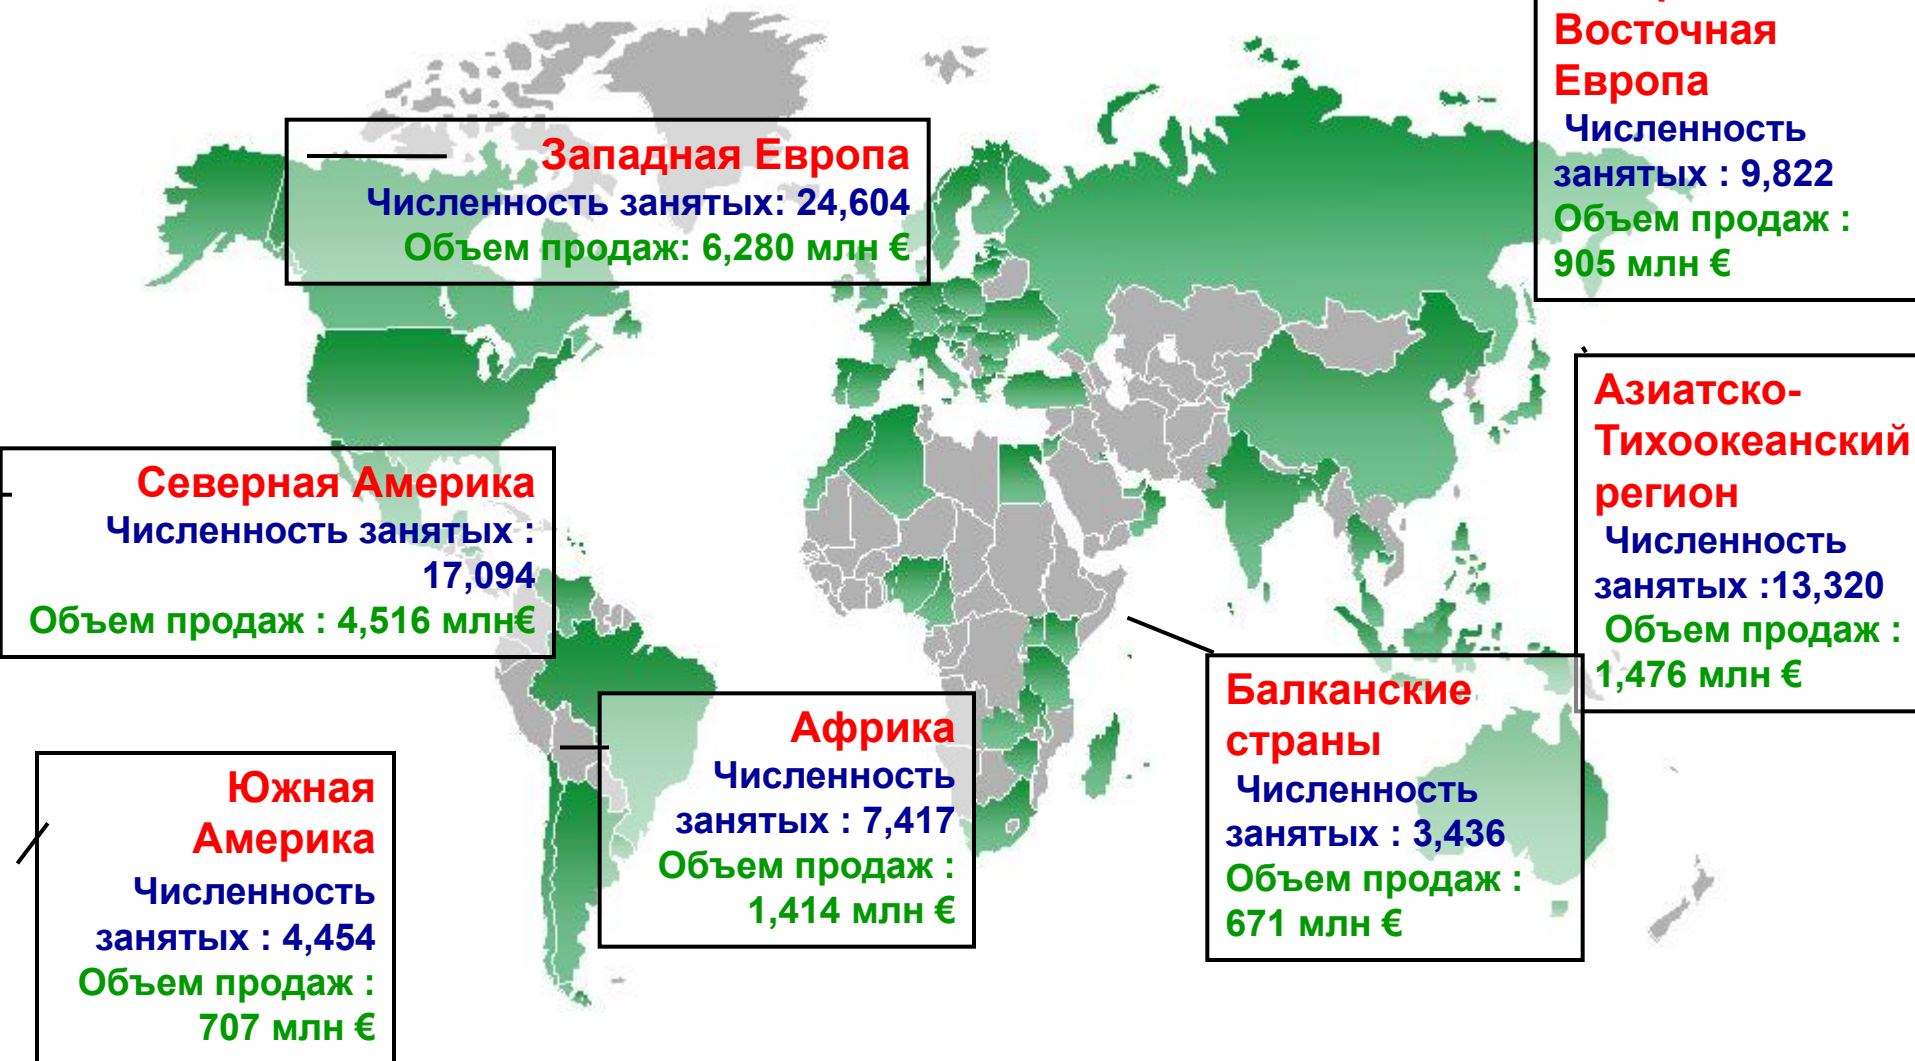 Восточная
Европа
Численность
занятых : 9,822
Объем продаж :
905 млн €
Западная Европа
Численность занятых: 24,604
Объем продаж: 6,280 млн €
Азиатско-
Тихоокеанский
регион
Численность
занятых :13,320
Объем продаж :
1,476 млн €
Северная Америка
Численность занятых :
17,094
Объем продаж : 4,516 млн€
Балканские
страны
Численность
занятых : 3,436
Объем продаж :
671 млн €
Африка
Численность
занятых : 7,417
Объем продаж :
1,414 млн €
Южная
Америка
Численность
занятых : 4,454
Объем продаж :
707 млн €